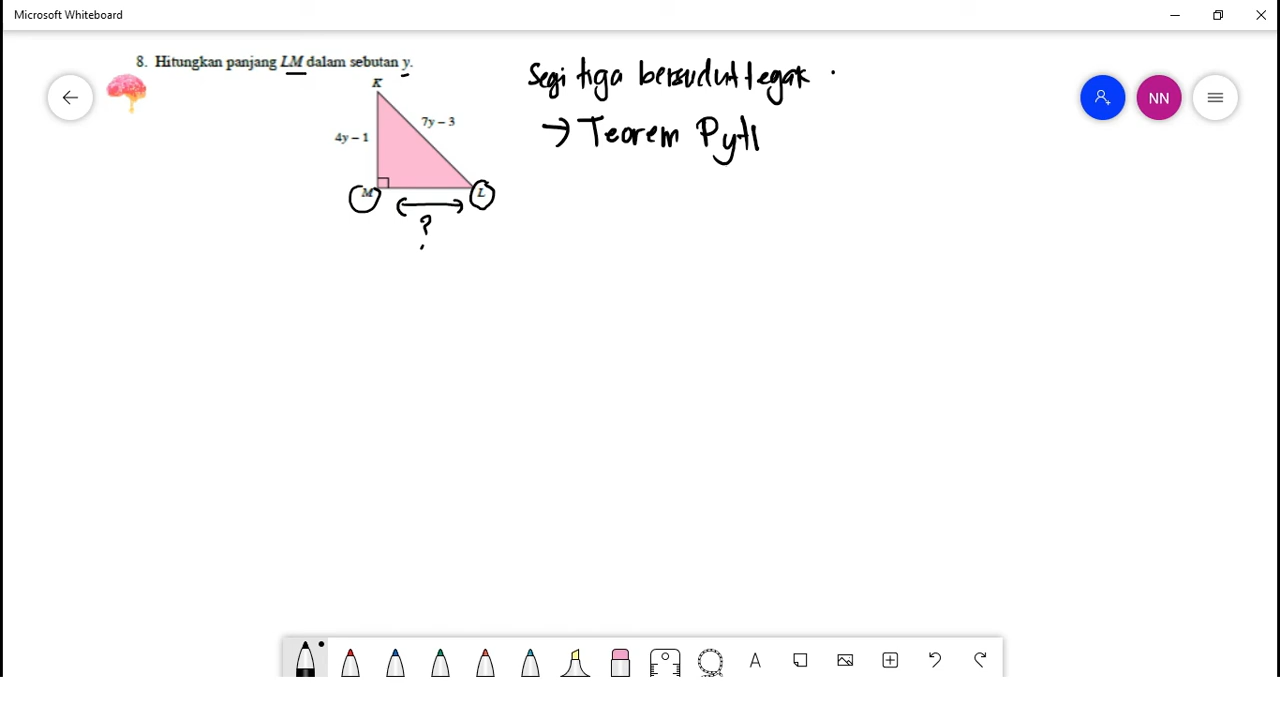 Microsoft Whiteboard
8. Hitungkan panjang LM dalam sebutan y.
Segi tiga bersudut tegak
→ Teorem Pyth
K
4y – 1
7y – 3
M
L
?
NN
A